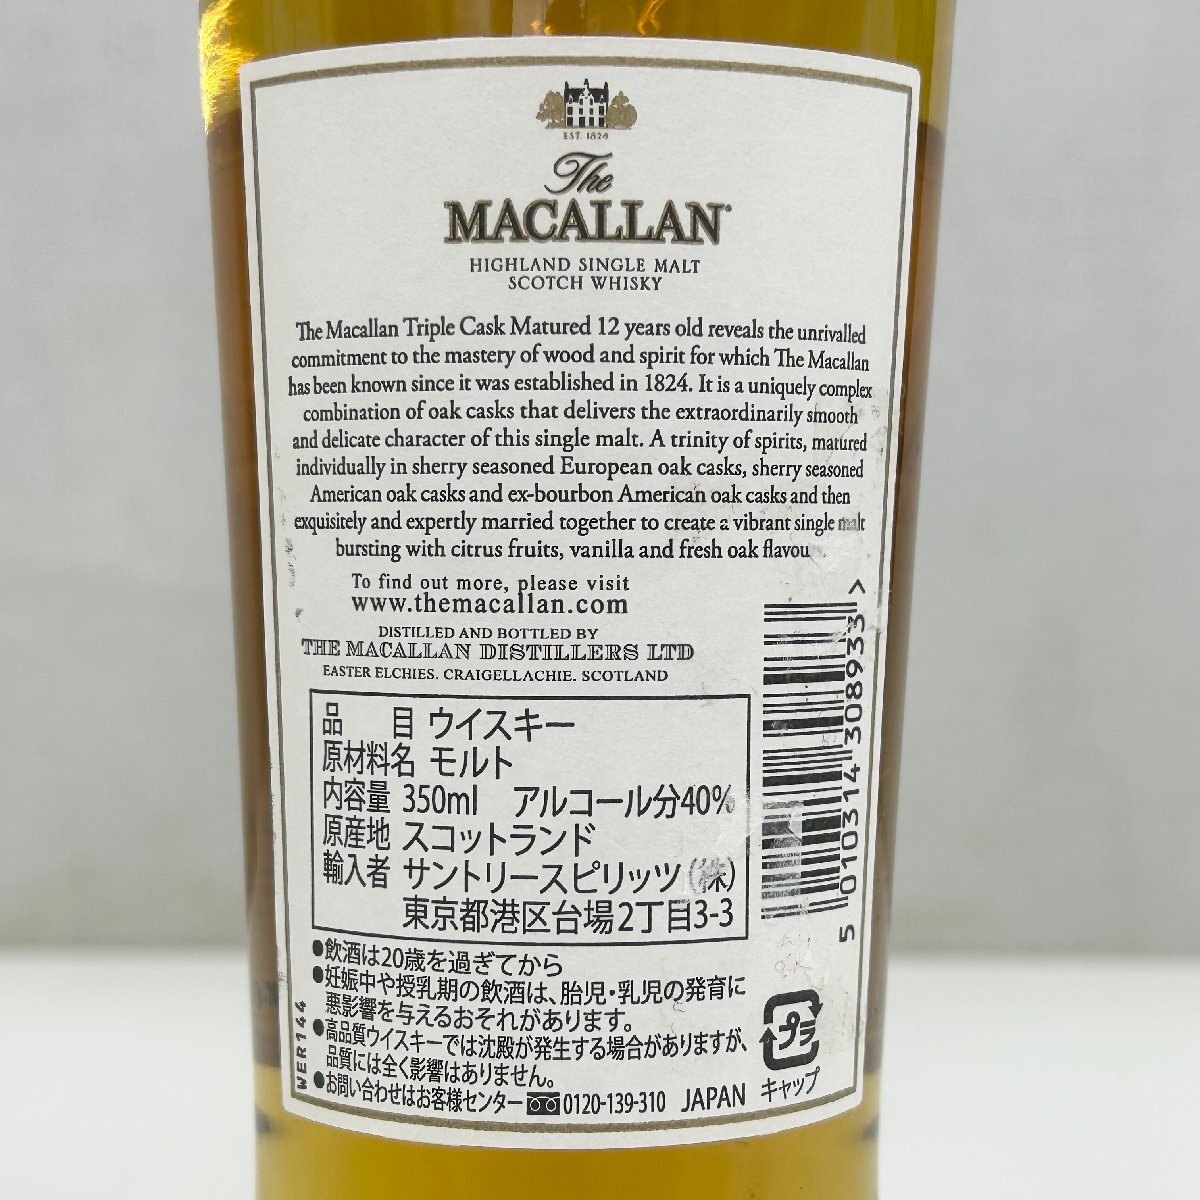 EST. 1824
The
MACALLAN
HIGHLAND SINGLE MALT
SCOTCH WHISKY
The Macallan Triple Cask Matured 12 years old reveals the unrivalled
commitment to the mastery of wood and spirit for which The Macallan
has been known since it was established in 1824. It is a uniquely complex
combination of oak casks that delivers the extraordinarily smooth
and delicate character of this single malt. A trinity of spirits, matured
individually in sherry seasoned European oak casks, sherry seasoned
American oak casks and ex-bourbon American oak casks and then
exquisitely and expertly married together to create a vibrant single malt
bursting with citrus fruits, vanilla and fresh oak flavou
To find out more, please visit
www.themacallan.com
DISTILLED AND BOTTLED BY
THE MACALLAN DISTILLERS LTD
EASTER ELCHIES. CRAIGELLACHIE. SCOTLAND
品 目 ウイスキー
原材料名 モルト
内容量 350ml アルコール分40%
原産地 スコットランド
輸入者 サントリースピリッツ(株)
東京都港区台場2丁目3-3
5 010314 308933 >
●飲酒は20歳を過ぎてから
●妊娠中や授乳期の飲酒は、胎児・乳児の発育に
悪影響を与えるおそれがあります。
●高品質ウイスキーでは沈殿が発生する場合がありますが、
品質には全く影響はありません。
●お問い合わせはお客様センター 0120-139-310 JAPAN
WER144
プラ
キャップ